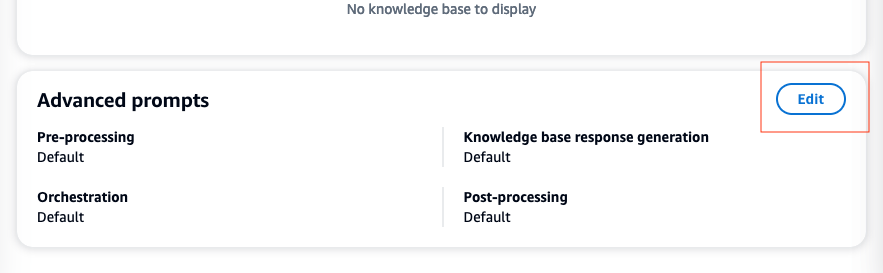 No knowledge base to display
Advanced prompts
Edit
Pre-processing
Default
Knowledge base response generation
Default
Orchestration
Default
Post-processing
Default